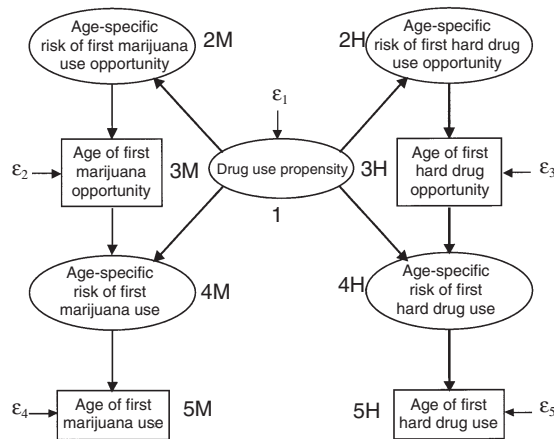 Age-specific
risk of first marijuana
use opportunity
2M
2H
Age-specific
risk of first hard drug
use opportunity
ε1
ε2
Age of first
marijuana
opportunity
3M
Drug use propensity
1
3H
Age of first
hard drug
opportunity
ε3
Age-specific
risk of first
marijuana use
4M
4H
Age-specific
risk of first
hard drug use
ε4
Age of first
marijuana use
5M
5H
Age of first
hard drug use
ε5